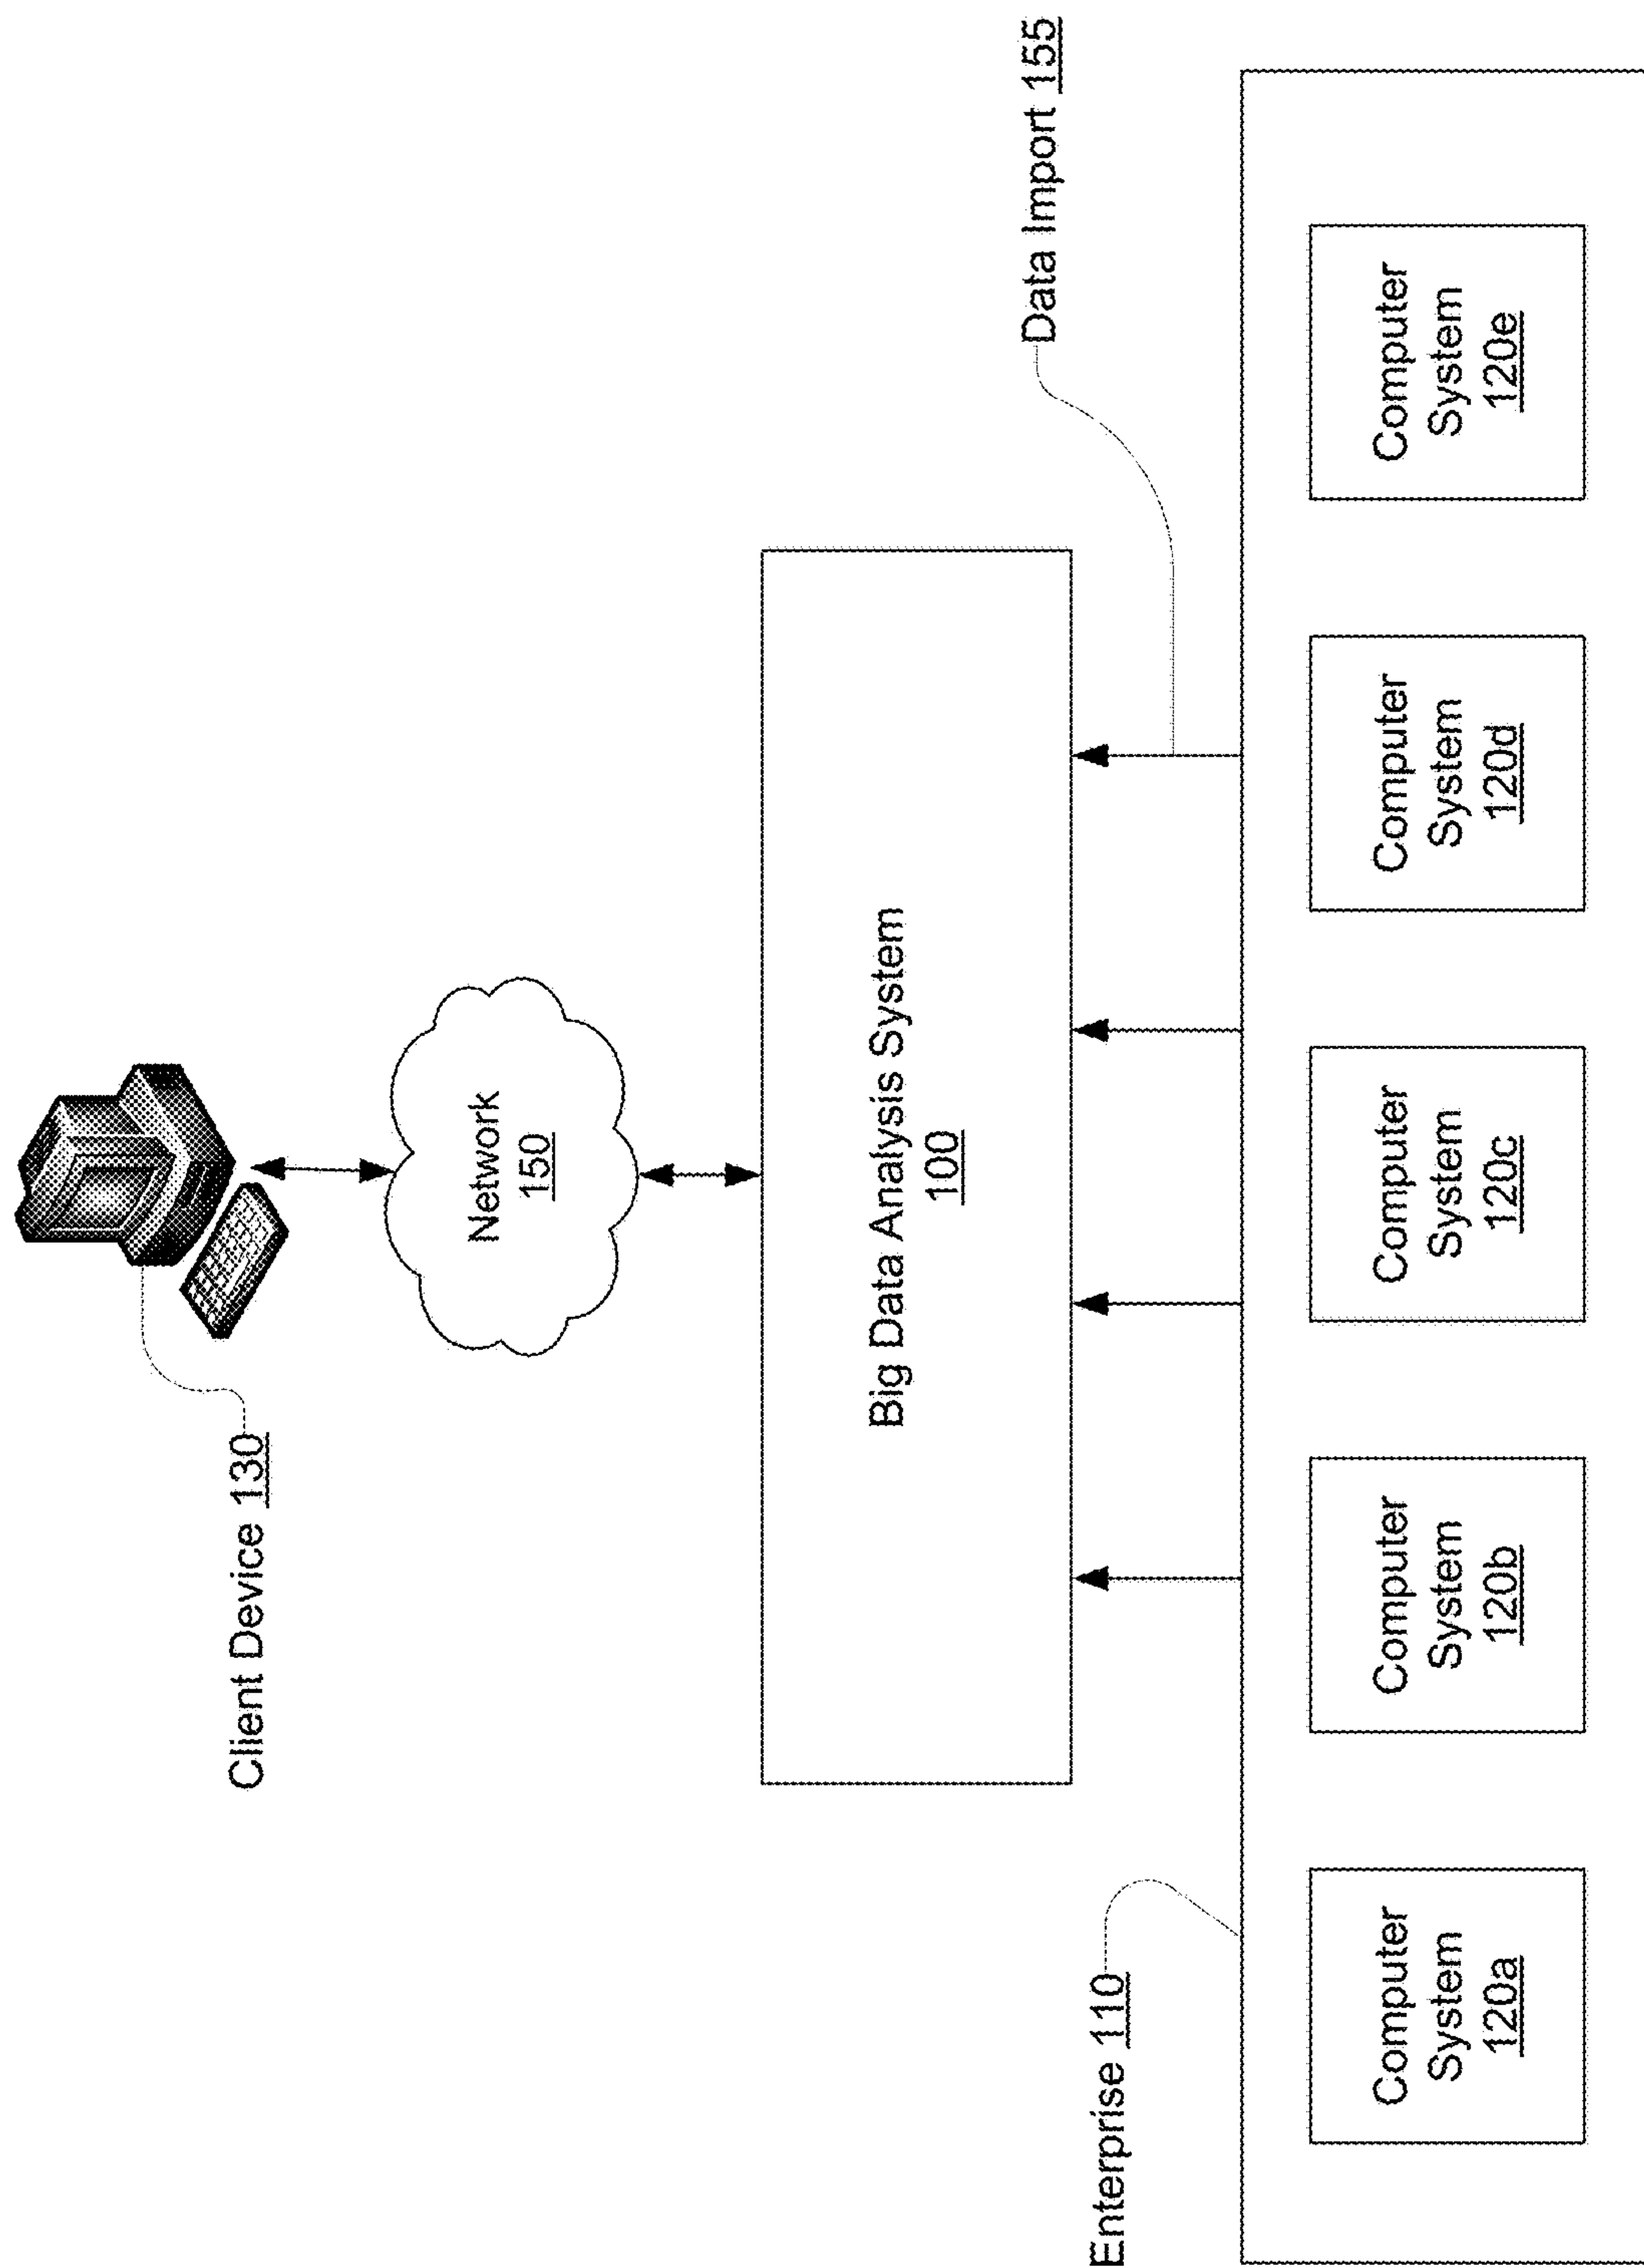 Client Device 130
Network
150
Big Data Analysis System
100
Data Import 155
Enterprise 110
Computer
System
120a
Computer
System
120b
Computer
System
120c
Computer
System
120d
Computer
System
120e